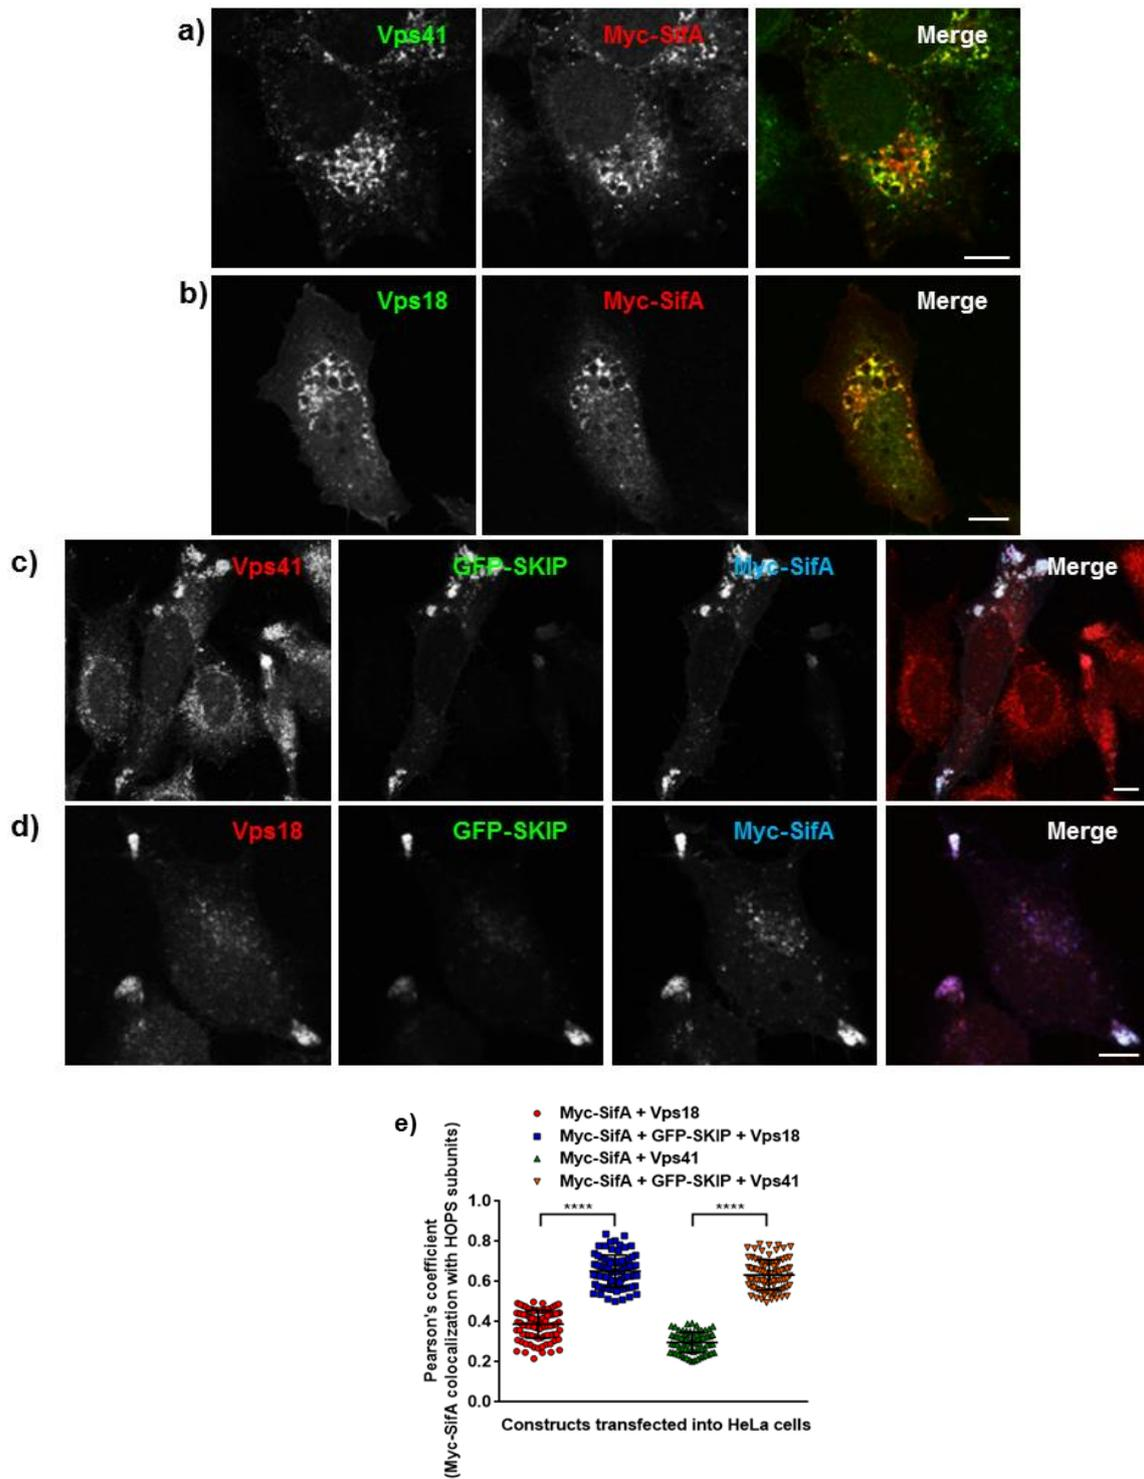 a)
Vps41 Myc-SifA Merge
b)
Vps18 Myc-SifA Merge
c)
Vps41 GFP-SKIP Myc-SifA Merge
d)
Vps18 GFP-SKIP Myc-SifA Merge
e)
Myc-SifA + Vps18
Myc-SifA + GFP-SKIP + Vps18
Myc-SifA + Vps41
Myc-SifA + GFP-SKIP + Vps41
Pearson's coefficient
(Myc-SifA colocalization with HOPS subunits)
1.0
0.8
0.6
0.4
0.2
0.0
**** ****
Constructs transfected into HeLa cells